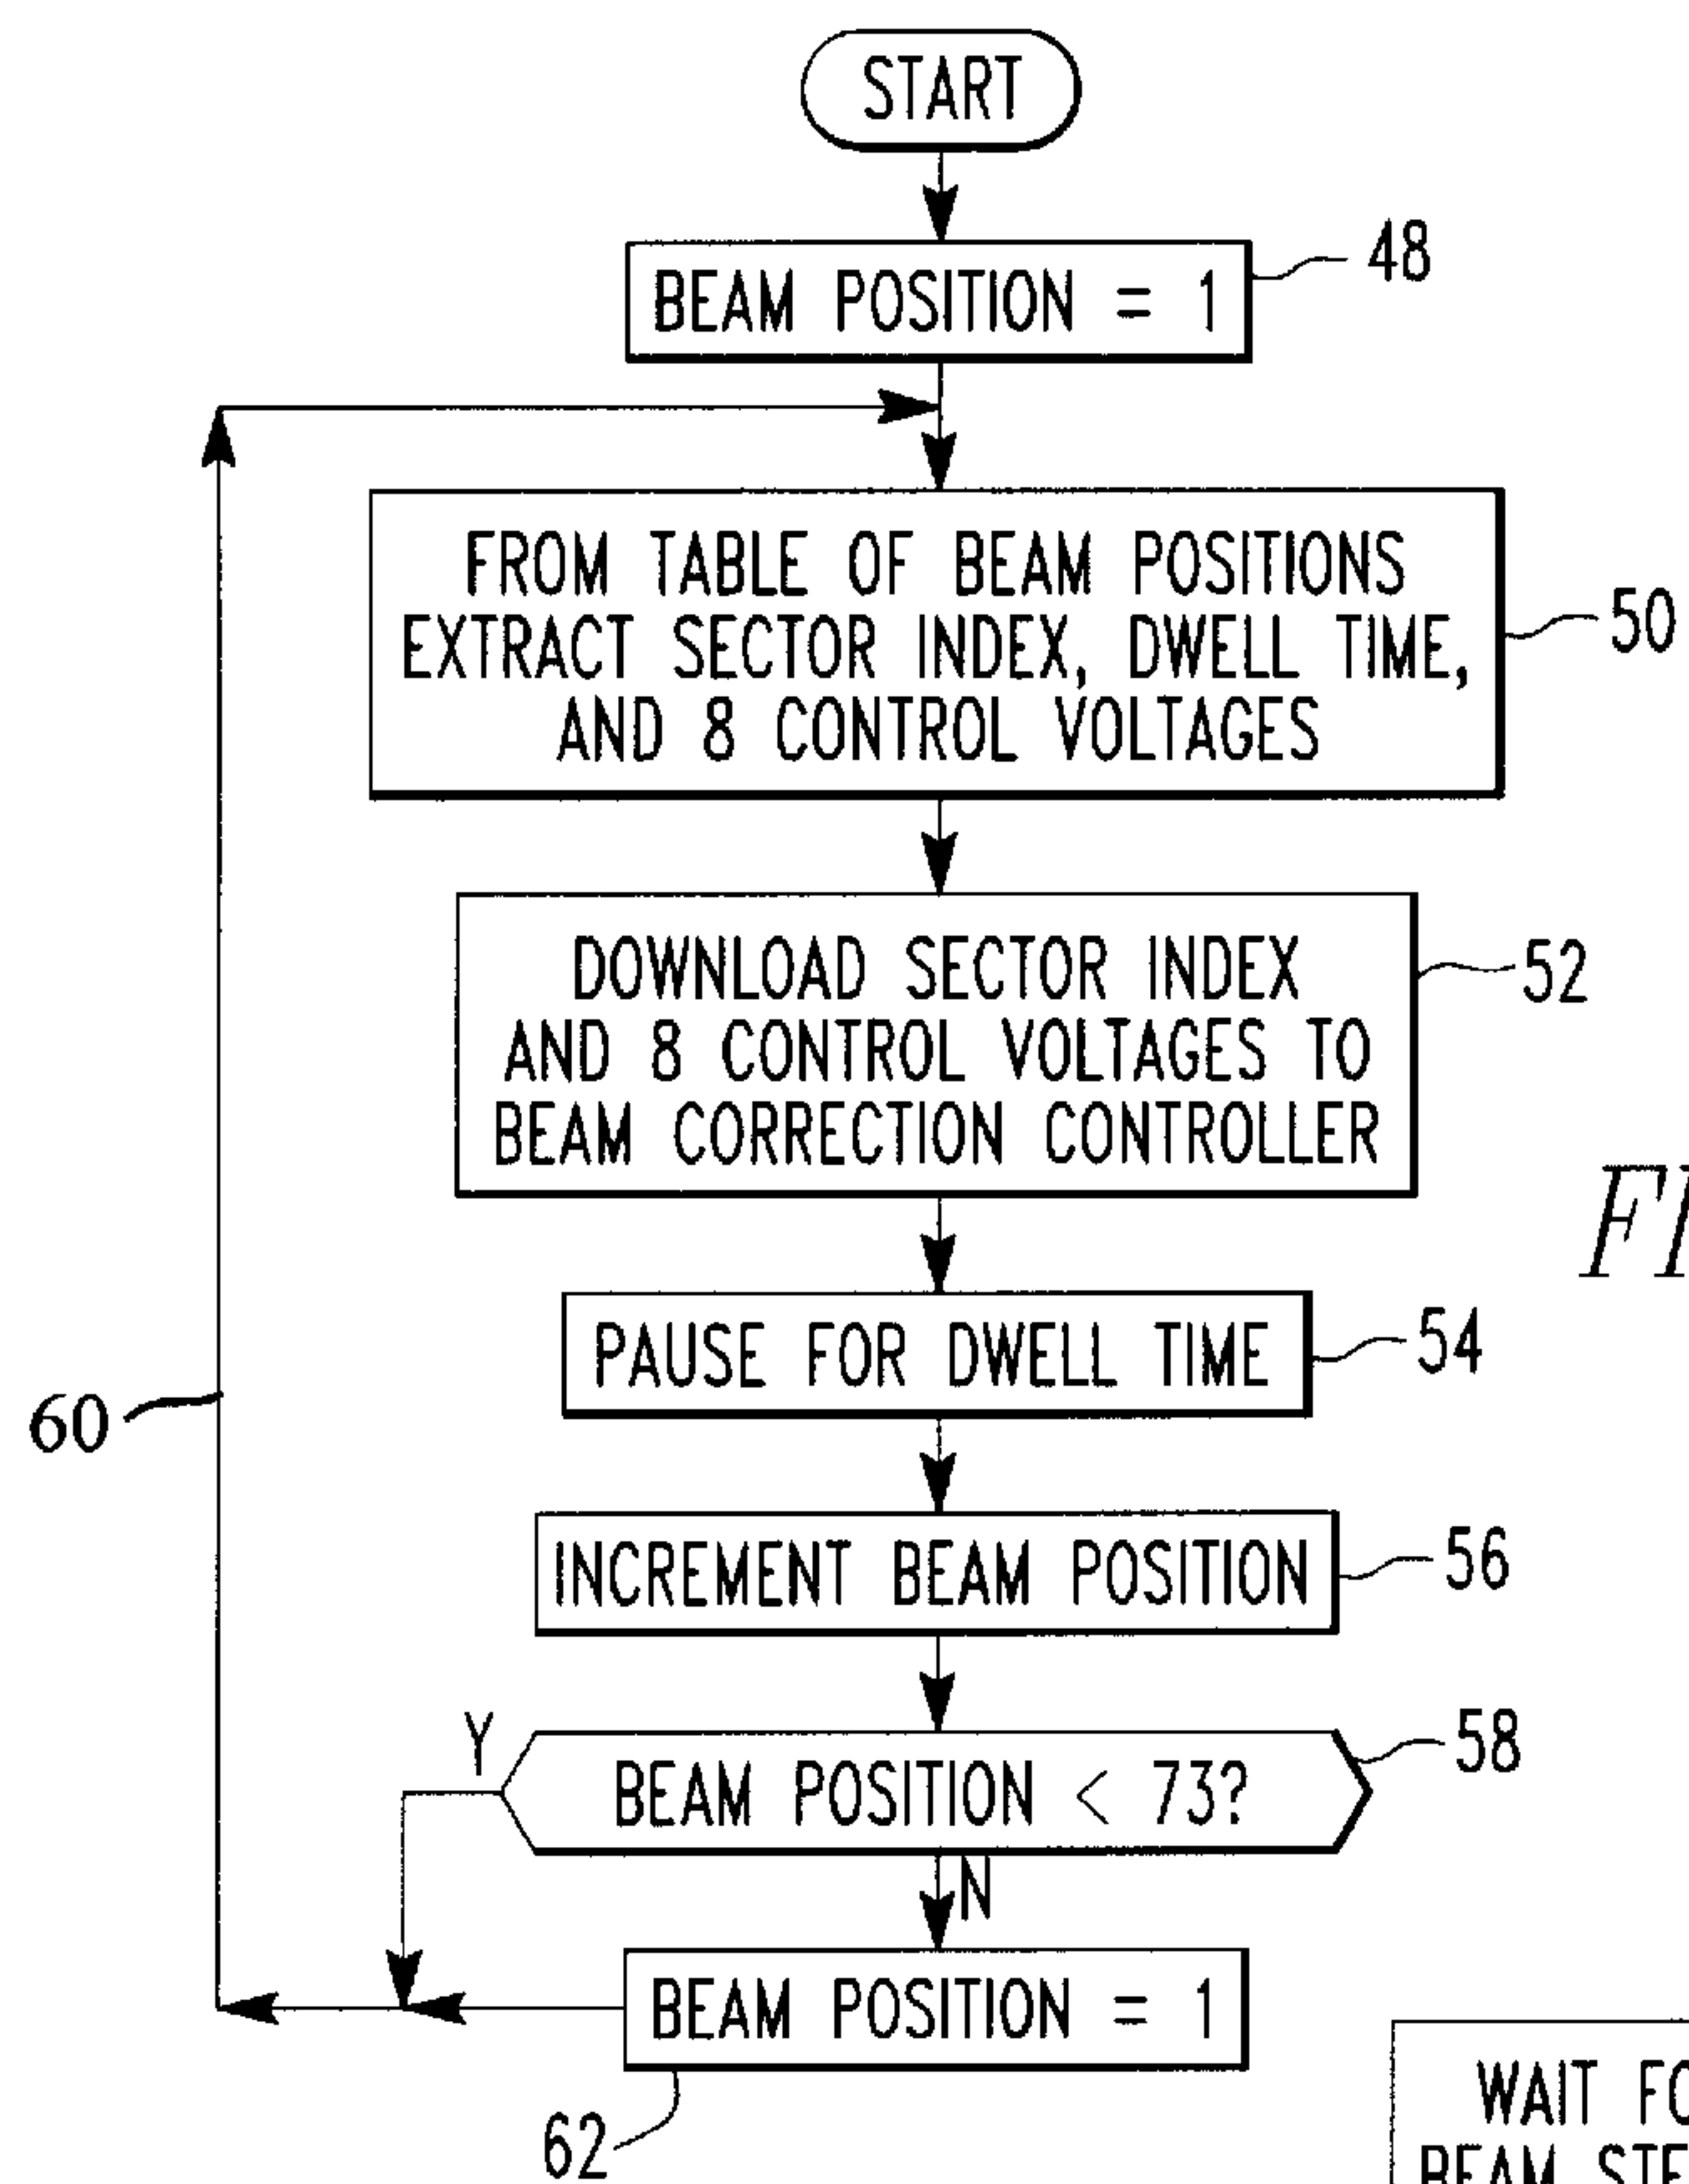 START
BEAM POSITION = 1
48
FROM TABLE OF BEAM POSITIONS
EXTRACT SECTOR INDEX, DWELL TIME,
AND 8 CONTROL VOLTAGES
50
DOWNLOAD SECTOR INDEX
AND 8 CONTROL VOLTAGES TO
BEAM CORRECTION CONTROLLER
52
PAUSE FOR DWELL TIME
54
60
INCREMENT BEAM POSITION
56
Y
BEAM POSITION < 73?
58
N
BEAM POSITION = 1
62
WAIT
BEAM